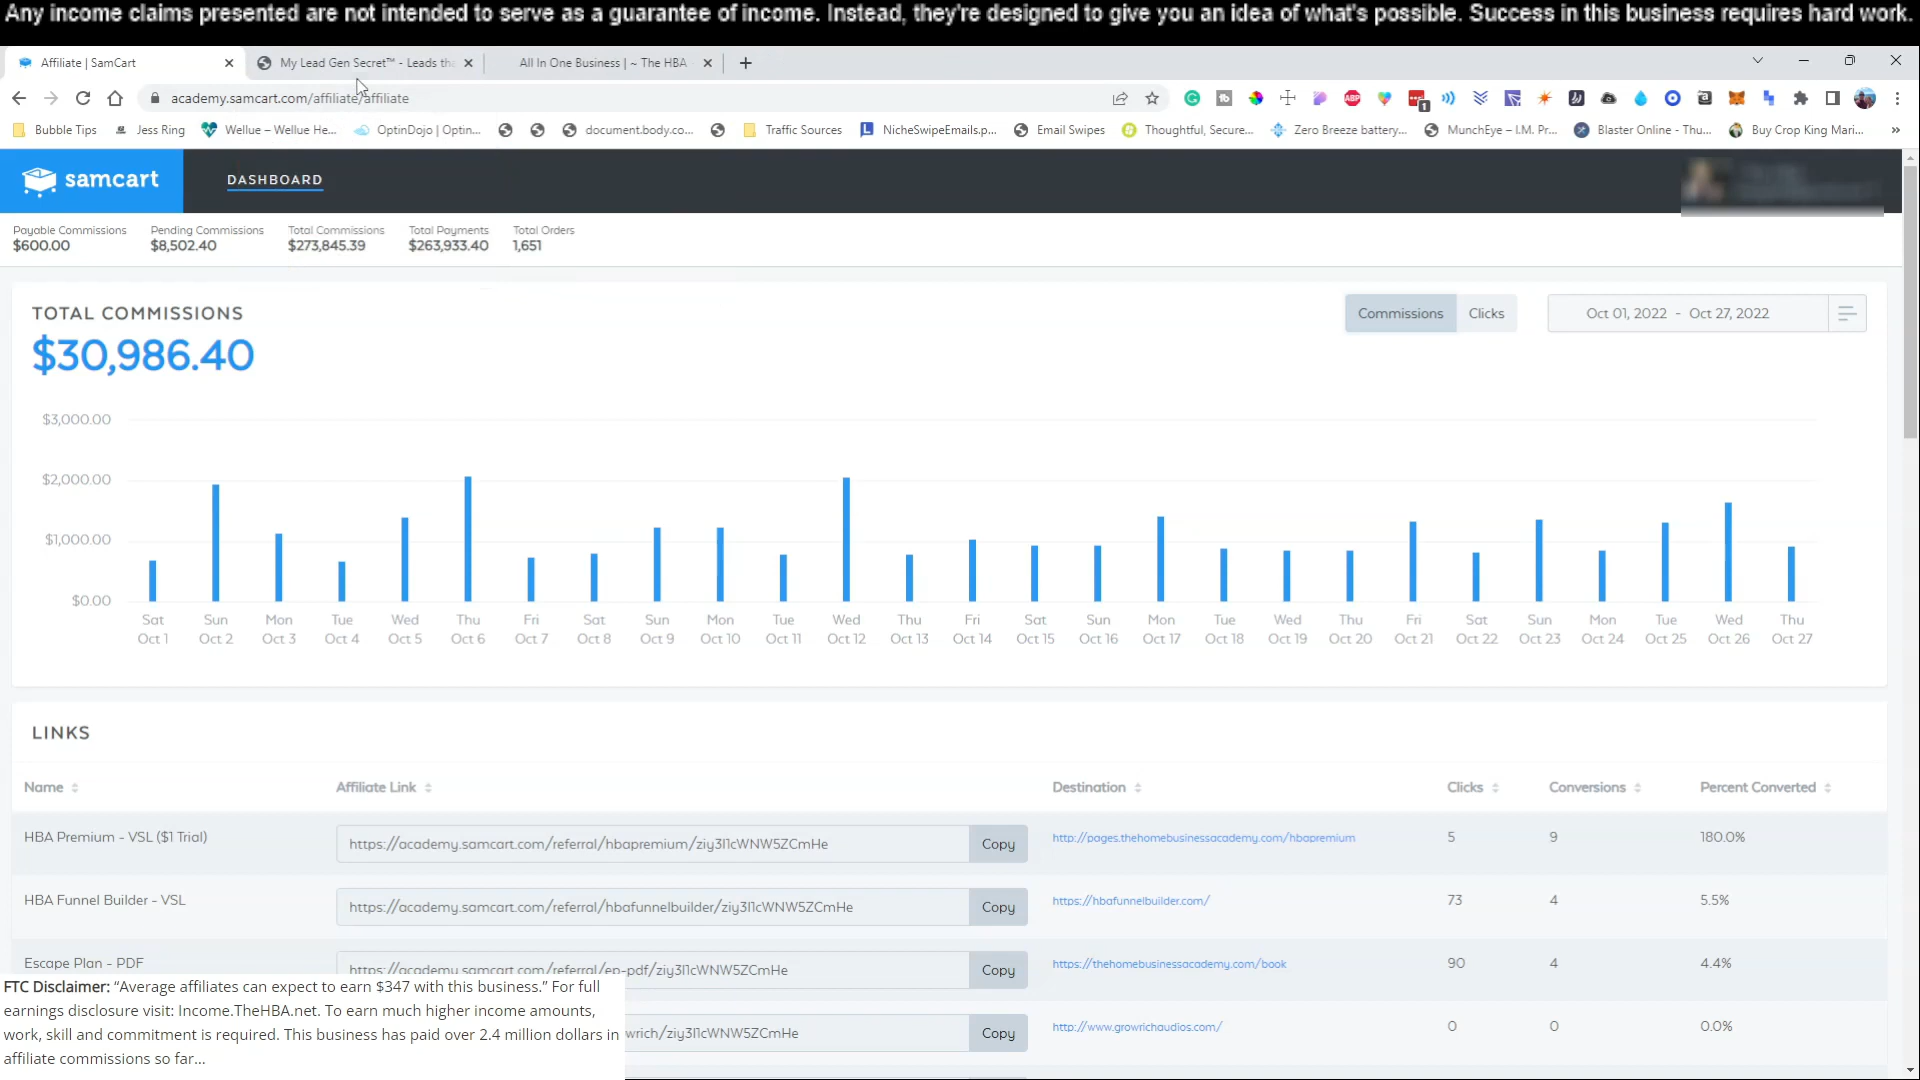 Any income claims presented are not intended to serve as a guarantee of income. Instead, they're designed to give you an idea of what's possible. Success in this business requires hard work.
Affiliate | SamCart
My Lead Gen Secret™ - Leads tha
All In One Business | ~ The HBA
academy.samcart.com/affiliate/affiliate
Bubble Tips
Jess Ring
Wellue – Wellue He...
OptinDojo | Optin...
document.body.co...
Traffic Sources
NicheSwipeEmails.p...
Email Swipes
Thoughtful, Secure...
Zero Breeze battery...
MunchEye – I.M. Pr...
Blaster Online - Thu...
Buy Crop King Mari...
»
samcart
DASHBOARD
Payable Commissions Pending Commissions Total Commissions Total Payments Total Orders
$600.00 $8,502.40 $273,845.39 $263,933.40 1,651
TOTAL COMMISSIONS
$30,986.40
Commissions Clicks
Oct 01, 2022 - Oct 27, 2022
$3,000.00
$2,000.00
$1,000.00
$0.00
Sat Sun Mon Tue Wed Thu Fri Sat Sun Mon Tue Wed Thu Fri Sat Sun Mon Tue Wed Thu Fri Sat Sun Mon Tue Wed Thu
Oct 1 Oct 2 Oct 3 Oct 4 Oct 5 Oct 6 Oct 7 Oct 8 Oct 9 Oct 10 Oct 11 Oct 12 Oct 13 Oct 14 Oct 15 Oct 16 Oct 17 Oct 18 Oct 19 Oct 20 Oct 21 Oct 22 Oct 23 Oct 24 Oct 25 Oct 26 Oct 27
LINKS
Name Affiliate Link Destination Clicks Conversions Percent Converted
HBA Premium - VSL ($1 Trial) https://academy.samcart.com/referral/hbapremium/ziy3I1cWNW5ZCmHe Copy http://pages.thehomebusinessacademy.com/hbapremium 5 9 180.0%
HBA Funnel Builder - VSL https://academy.samcart.com/referral/hbafunnelbuilder/ziy3I1cWNW5ZCmHe Copy https://hbafunnelbuilder.com/ 73 4 5.5%
Escape Plan - PDF https://academy.samcart.com/referral/ep-pdf/ziy3I1cWNW5ZCmHe Copy https://thehomebusinessacademy.com/book 90 4 4.4%
wrich/ziy3I1cWNW5ZCmHe Copy http://www.growrichaudios.com/ 0 0 0.0%
FTC Disclaimer: “Average affiliates can expect to earn $347 with this business.” For full
earnings disclosure visit: Income.TheHBA.net. To earn much higher income amounts,
work, skill and commitment is required. This business has paid over 2.4 million dollars in
affiliate commissions so far...